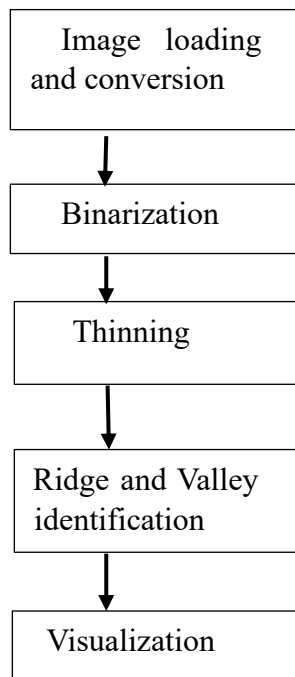 Image loading
and conversion
Binarization
Thinning
Ridge and Valley
identification
Visualization